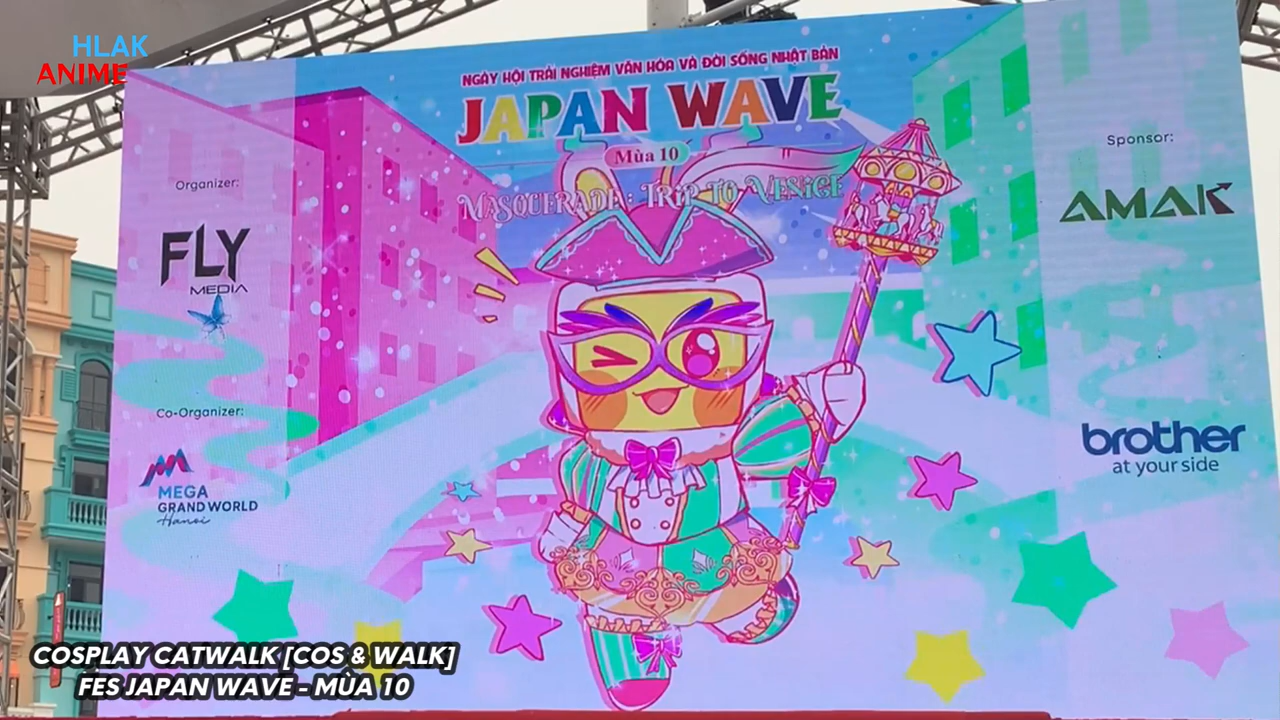 HLAK
ANIME
NGÀY HỘI TRẢI NGHIỆM VĂN HÓA VÀ ĐỜI SỐNG NHẬT BẢN
JAPAN WAVE
Mùa 10
MASQUERADE: TRIP TO VENICE
Organizer:
FLY
MEDIA
Co-Organizer:
MEGA
GRAND WORLD
Hanoi
Sponsor:
AMAK
brother
at your side
COSPLAY CATWALK [COS & WALK]
FES JAPAN WAVE - MÙA 10